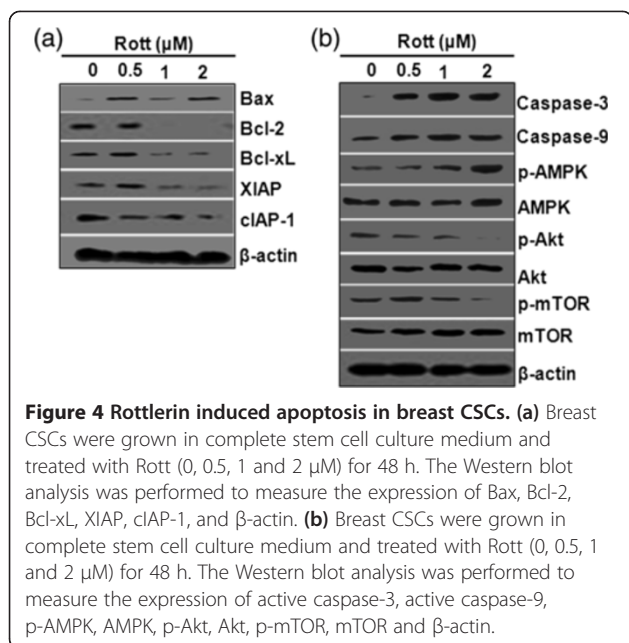 (a)
Rott (µM)
0 0.5 1 2
Bax
Bcl-2
Bcl-xL
XIAP
cIAP-1
β-actin
(b)
Rott (µM)
0 0.5 1 2
Caspase-3
Caspase-9
p-AMPK
AMPK
p-Akt
Akt
p-mTOR
mTOR
β-actin
Figure 4 Rottlerin induced apoptosis in breast CSCs. (a) Breast
CSCs were grown in complete stem cell culture medium and
treated with Rott (0, 0.5, 1 and 2 µM) for 48 h. The Western blot
analysis was performed to measure the expression of Bax, Bcl-2,
Bcl-xL, XIAP, cIAP-1, and β-actin. (b) Breast CSCs were grown in
complete stem cell culture medium and treated with Rott (0, 0.5, 1
and 2 µM) for 48 h. The Western blot analysis was performed to
measure the expression of active caspase-3, active caspase-9,
p-AMPK, AMPK, p-Akt, Akt, p-mTOR, mTOR and β-actin.